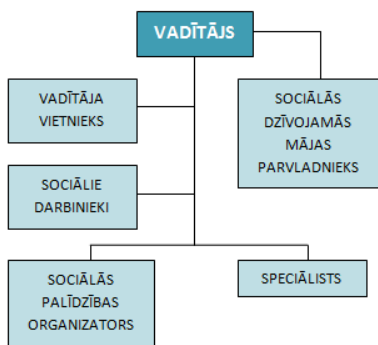 VADĪTĀJS
VADĪTĀJA
VIETNIEKS
SOCIĀLĀS
DZĪVOJAMĀS
MĀJAS
PARVLADNIEKS
SOCIĀLIE
DARBINIEKI
SOCIĀLĀS
PALĪDZĪBAS
ORGANIZATORS
SPECIĀLISTS